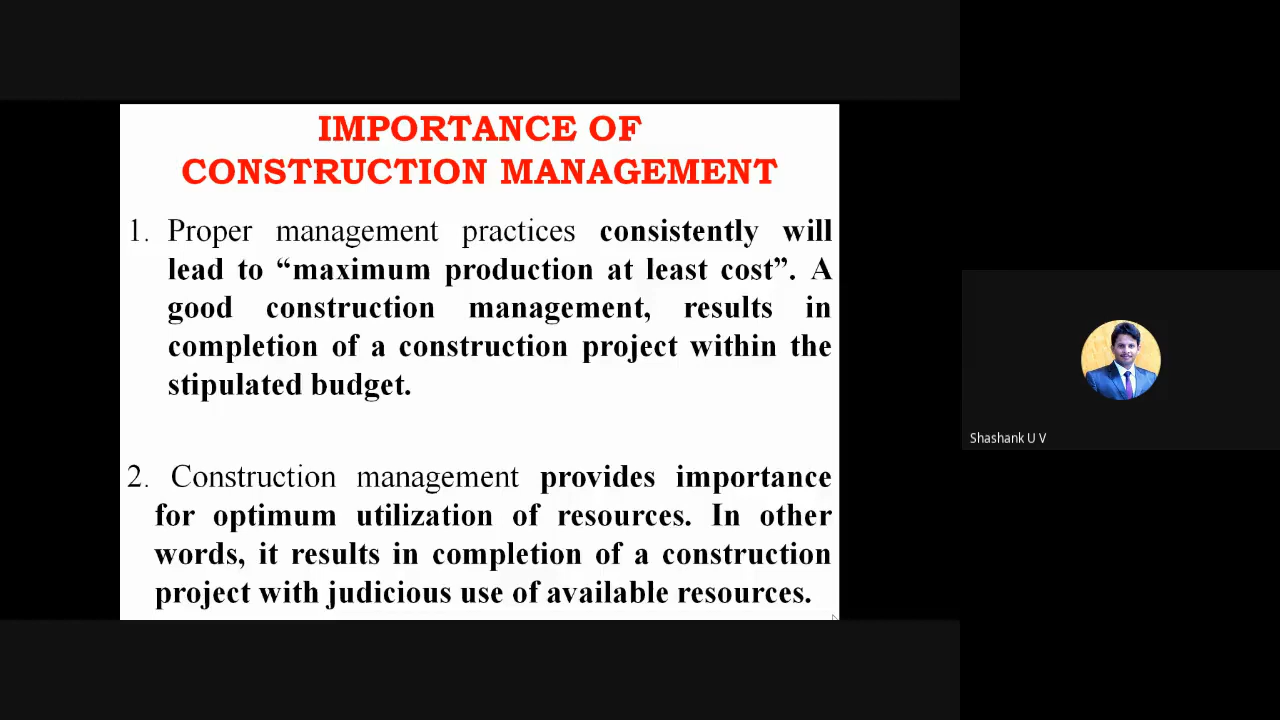 IMPORTANCE OF
CONSTRUCTION MANAGEMENT
1. Proper management practices consistently will
lead to “maximum production at least cost”. A
good construction management, results in
completion of a construction project within the
stipulated budget.
2. Construction management provides importance
for optimum utilization of resources. In other
words, it results in completion of a construction
project with judicious use of available resources.
Shashank U V